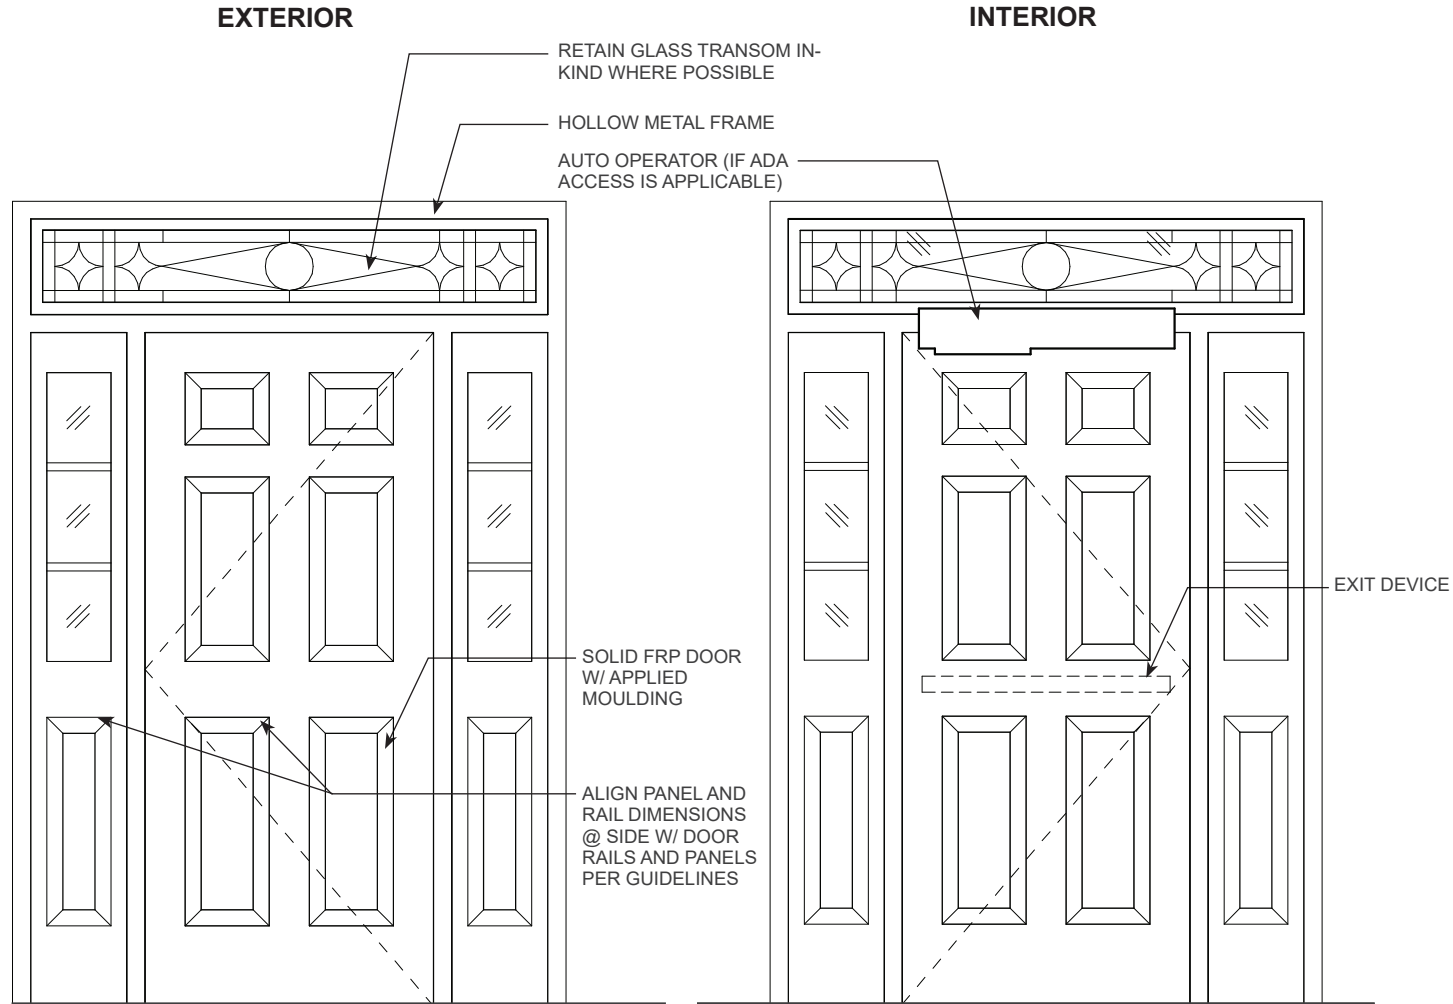 EXTERIOR
INTERIOR
RETAIN GLASS TRANSOM IN-
KIND WHERE POSSIBLE
HOLLOW METAL FRAME
AUTO OPERATOR (IF ADA
ACCESS IS APPLICABLE)
EXIT DEVICE
SOLID FRP DOOR
W/ APPLIED
MOULDING
ALIGN PANEL AND
RAIL DIMENSIONS
@ SIDE W/ DOOR
RAILS AND PANELS
PER GUIDELINES